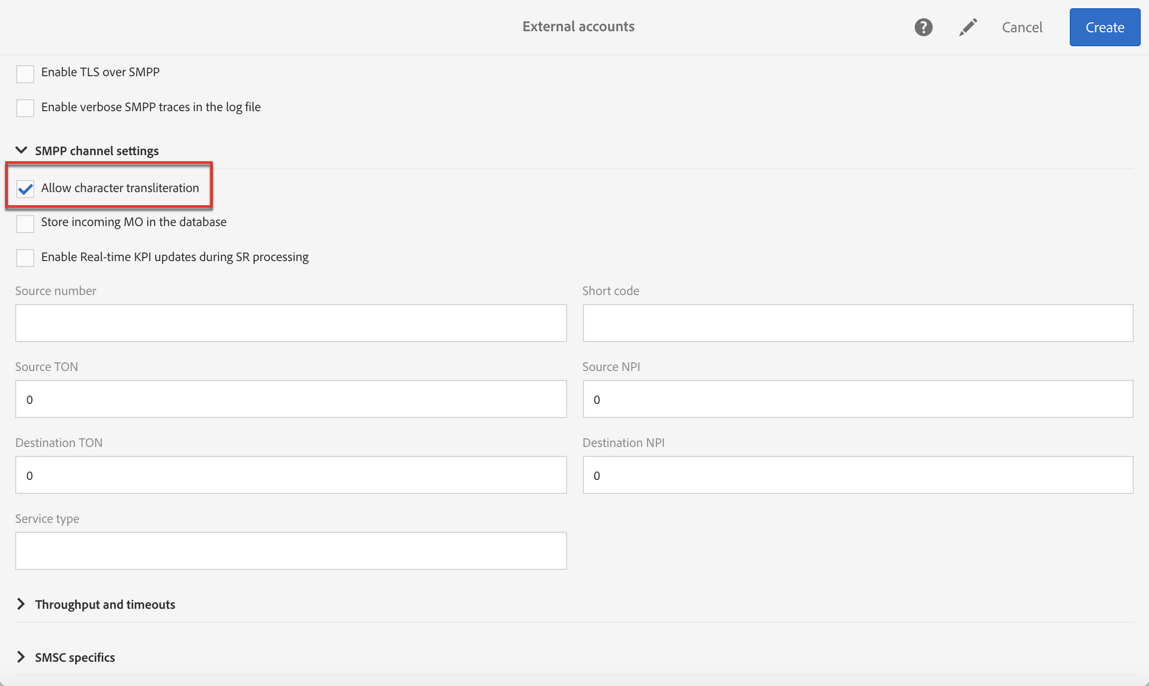 External accounts
?
Cancel
Create
Enable TLS over SMPP
Enable verbose SMPP traces in the log file
SMPP channel settings
Allow character transliteration
Store incoming MO in the database
Enable Real-time KPI updates during SR processing
Source number
Short code
Source TON
Source NPI
0
0
Destination TON
Destination NPI
0
0
Service type
Throughput and timeouts
SMSC specifics